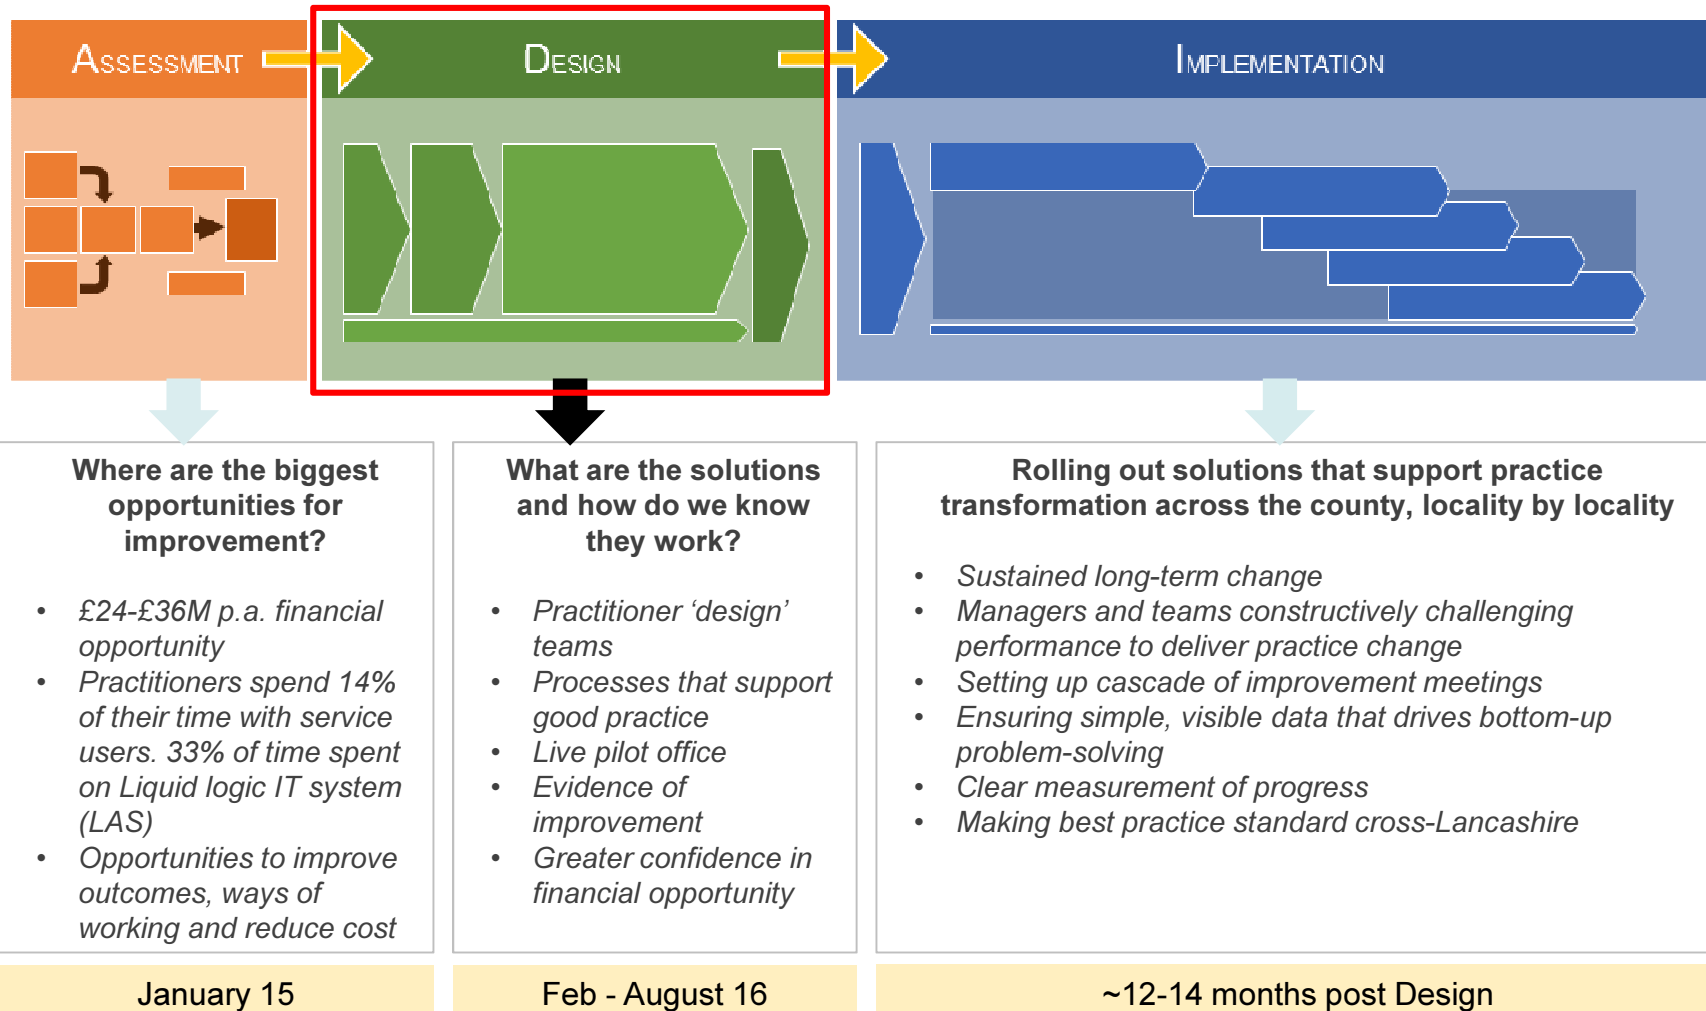 ASSESSMENT
DESIGN
IMPLEMENTATION
Where are the biggest
opportunities for
improvement?
• £24-£36M p.a. financial
opportunity
• Practitioners spend 14%
of their time with service
users. 33% of time spent
on Liquid logic IT system
(LAS)
• Opportunities to improve
outcomes, ways of
working and reduce cost
January 15
What are the solutions
and how do we know
they work?
• Practitioner ‘design’
teams
• Processes that support
good practice
• Live pilot office
• Evidence of
improvement
• Greater confidence in
financial opportunity
Feb - August 16
Rolling out solutions that support practice
transformation across the county, locality by locality
• Sustained long-term change
• Managers and teams constructively challenging
performance to deliver practice change
• Setting up cascade of improvement meetings
• Ensuring simple, visible data that drives bottom-up
problem-solving
• Clear measurement of progress
• Making best practice standard cross-Lancashire
~12-14 months post Design